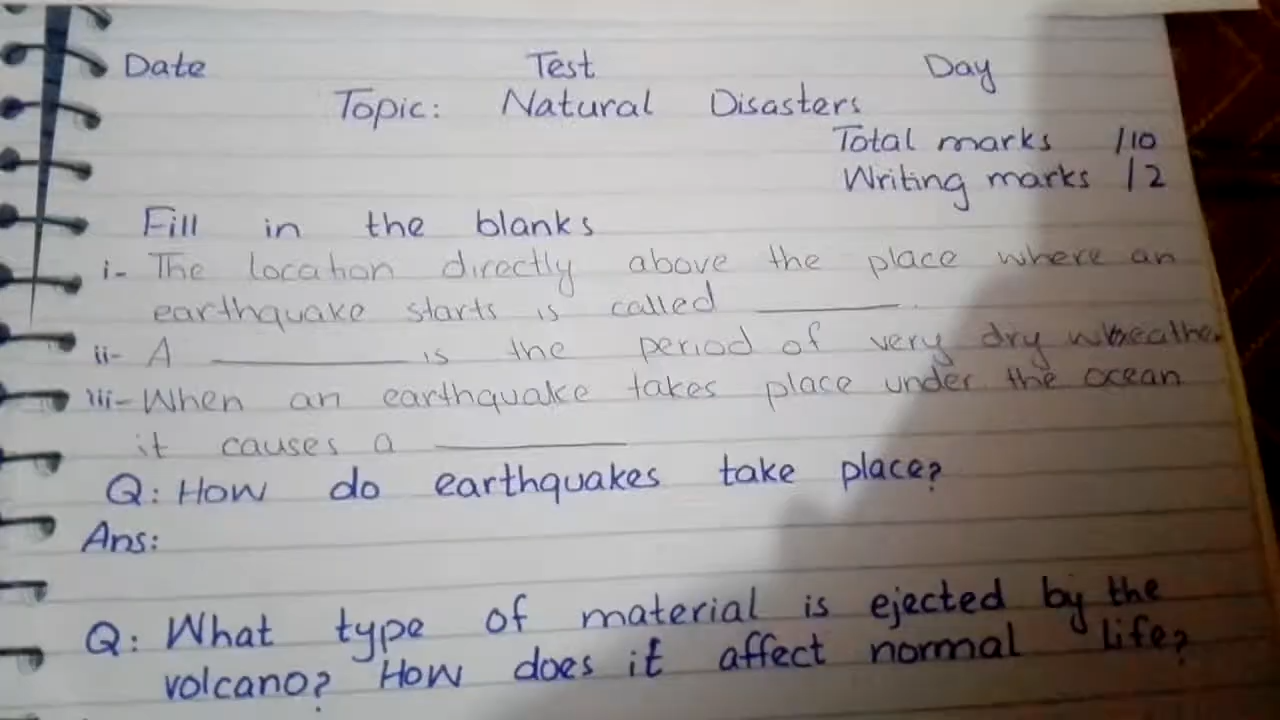 Date Test Day
Topic: Natural Disasters
Total marks /10
Writing marks /2
Fill in the blanks
i- The location directly above the place where an
earthquake starts is called ________.
ii- A ________ is the period of very dry
iii- When an earthquake takes place under the ocean
it causes a ________
Q: How do earthquakes take place?
Ans:
Q: What type of material is ejected by the
volcano? How does it affect normal life?